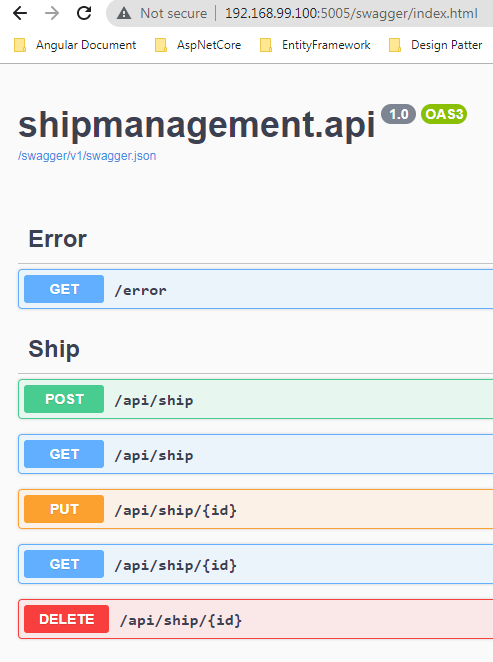 Not secure | 192.168.99.100:5005/swagger/index.html
Angular Document AspNetCore EntityFramework Design Patter
shipmanagement.api 1.0 OAS3
/swagger/v1/swagger.json
Error
GET /error
Ship
POST /api/ship
GET /api/ship
PUT /api/ship/{id}
GET /api/ship/{id}
DELETE /api/ship/{id}